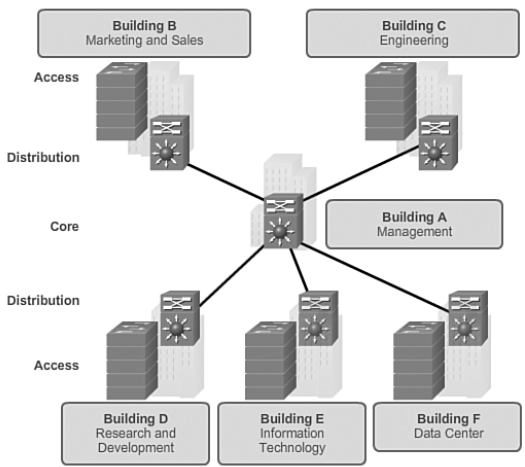 Building B
Marketing and Sales
Building C
Engineering
Access
Distribution
Core
Building A
Management
Distribution
Access
Building D
Research and
Development
Building E
Information
Technology
Building F
Data Center